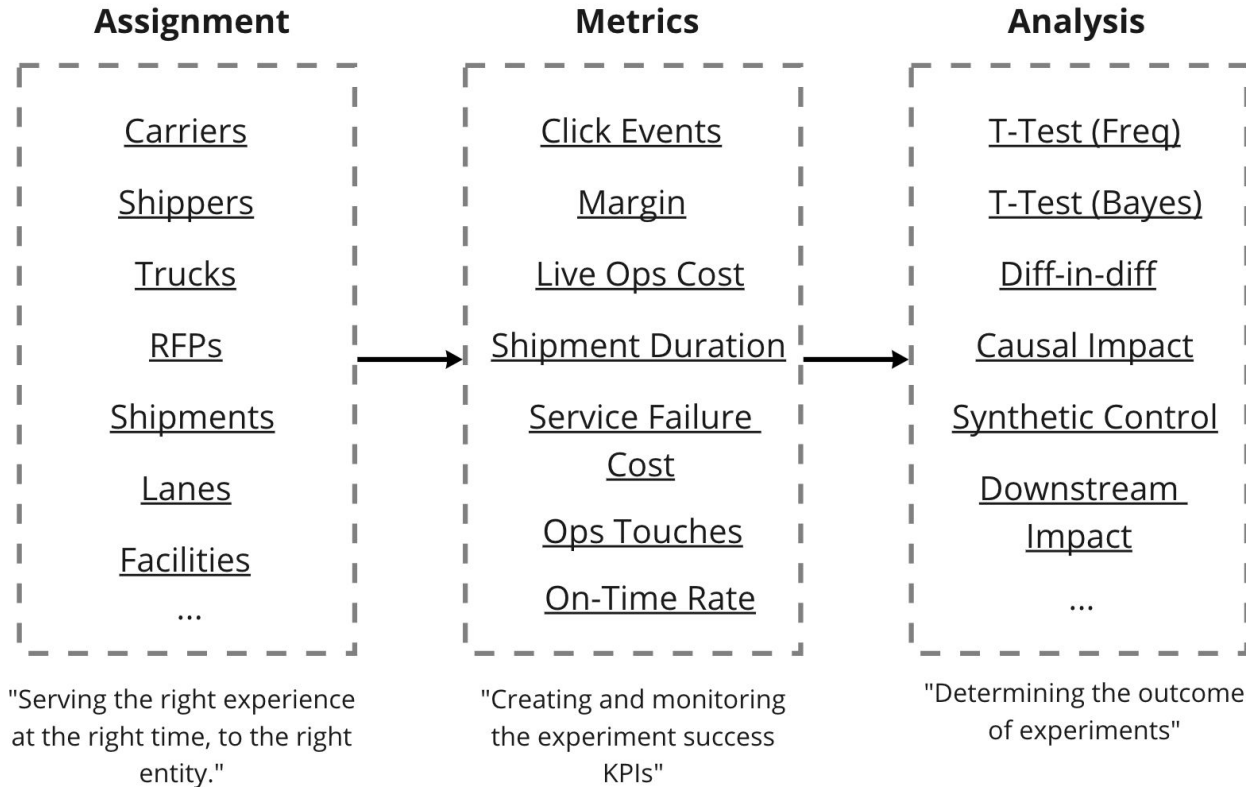 Assignment
Carriers
Shippers
Trucks
RFPs
Shipments
Lanes
Facilities
...
"Serving the right experience
at the right time, to the right
entity."
Metrics
Click Events
Margin
Live Ops Cost
Shipment Duration
Service Failure
Cost
Ops Touches
On-Time Rate
"Creating and monitoring
the experiment success
KPIs"
Analysis
T-Test (Freq)
T-Test (Bayes)
Diff-in-diff
Causal Impact
Synthetic Control
Downstream
Impact
...
"Determining the outcome
of experiments"